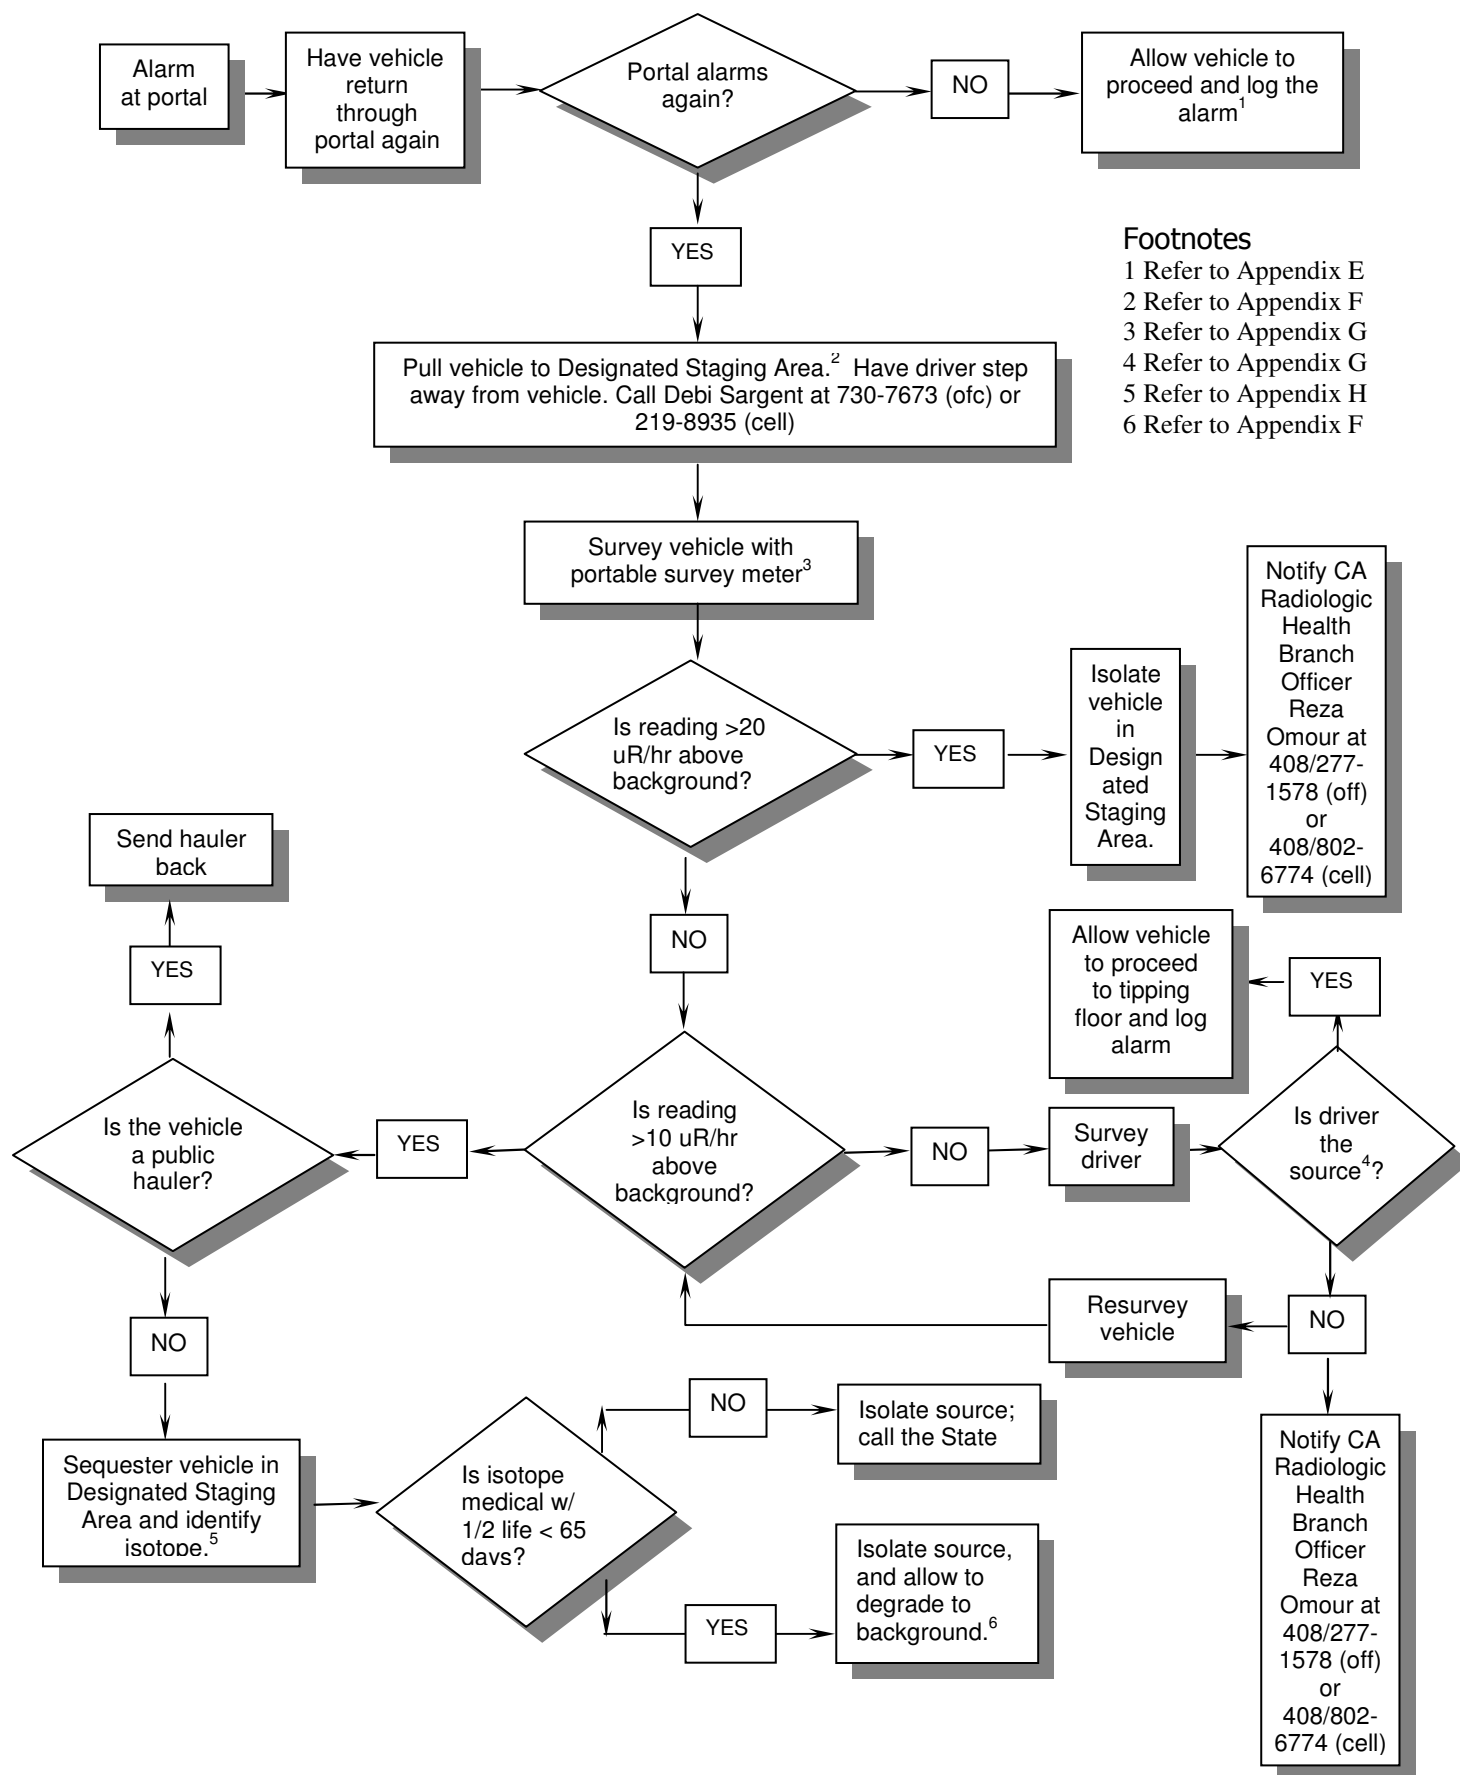 Alarm
at portal
Have vehicle
return
through
portal again
Portal alarms
again?
NO
Allow vehicle to
proceed and log the
alarm1
YES
Footnotes
1 Refer to Appendix E
2 Refer to Appendix F
3 Refer to Appendix G
4 Refer to Appendix G
5 Refer to Appendix H
6 Refer to Appendix F
Pull vehicle to Designated Staging Area.2 Have driver step
away from vehicle. Call Debi Sargent at 730-7673 (ofc) or
219-8935 (cell)
Survey vehicle with
portable survey meter3
Is reading >20
uR/hr above
background?
YES
Isolate
vehicle
in
Design
ated
Staging
Area.
Notify CA
Radiologic
Health
Branch
Officer
Reza
Omour at
408/277-
1578 (off)
or
408/802-
6774 (cell)
NO
Send hauler
back
YES
Is the vehicle
a public
hauler?
YES
Is reading
>10 uR/hr
above
background?
NO
Survey
driver
Is driver
the
source4?
YES
Allow vehicle
to proceed
to tipping
floor and log
alarm
NO
Resurvey
vehicle
Notify CA
Radiologic
Health
Branch
Officer
Reza
Omour at
408/277-
1578 (off)
or
408/802-
6774 (cell)
NO
Sequester vehicle in
Designated Staging
Area and identify
isotope.5
Is isotope
medical w/
1/2 life < 65
days?
NO
Isolate source;
call the State
YES
Isolate source,
and allow to
degrade to
background.6